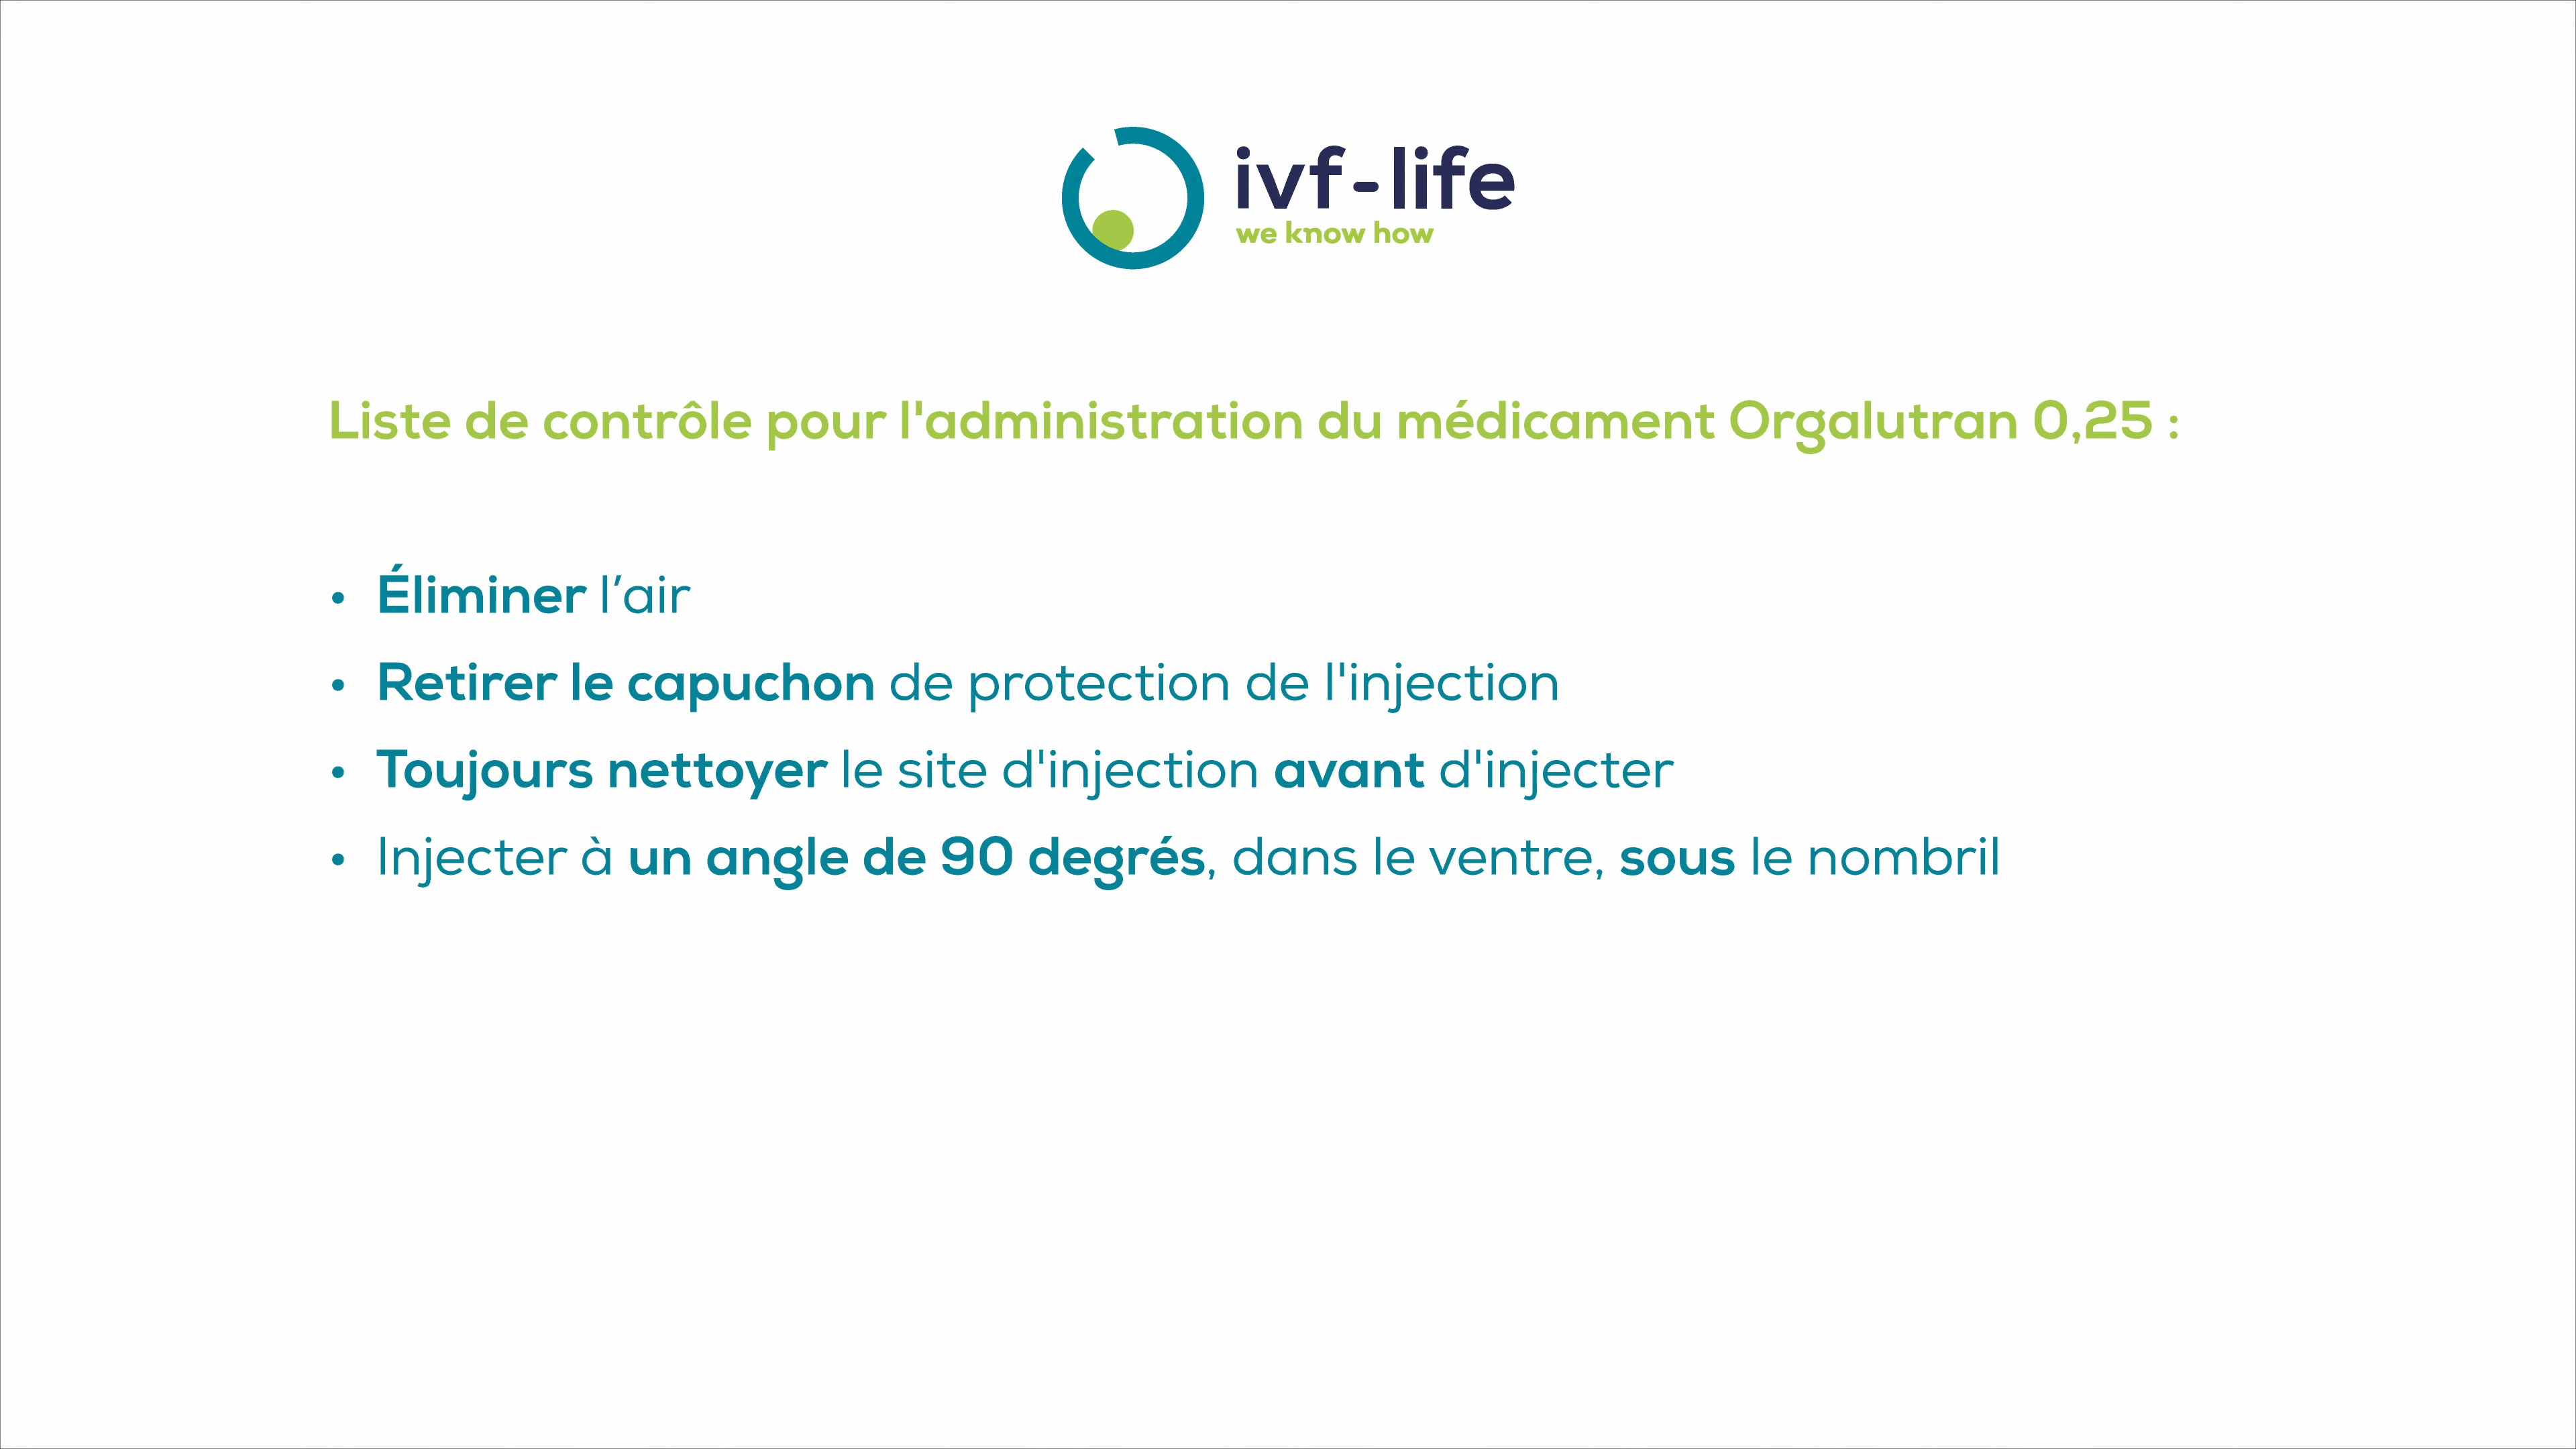 ivf-life
we know how
Liste de contrôle pour l'administration du médicament Orgalutran 0,25 :
• Éliminer l’air
• Retirer le capuchon de protection de l'injection
• Toujours nettoyer le site d'injection avant d'injecter
• Injecter à un angle de 90 degrés, dans le ventre, sous le nombril